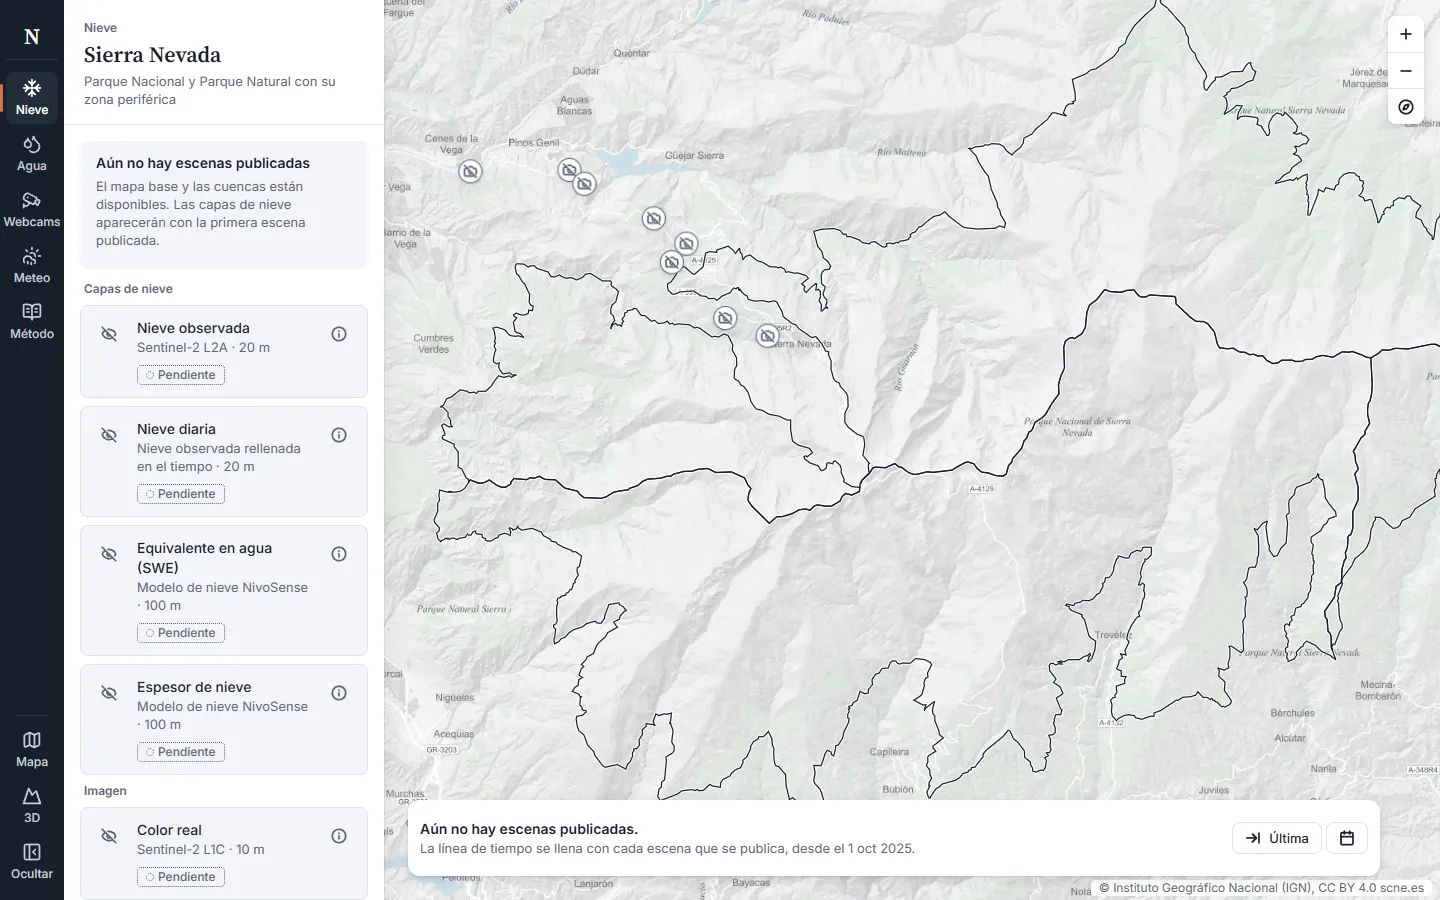 N
Nieve
Agua
Webcams
Meteo
Método
Mapa
3D
Ocultar
Nieve
Sierra Nevada
Parque Nacional y Parque Natural con su
zona periférica
Aún no hay escenas publicadas
El mapa base y las cuencas están
disponibles. Las capas de nieve
aparecerán con la primera escena
publicada.
Capas de nieve
Nieve observada
Sentinel-2 L2A · 20 m
Pendiente
Nieve diaria
Nieve observada rellenada
en el tiempo · 20 m
Pendiente
Equivalente en agua
(SWE)
Modelo de nieve NivoSense
· 100 m
Pendiente
Espesor de nieve
Modelo de nieve NivoSense
· 100 m
Pendiente
Imagen
Color real
Sentinel-2 L1C · 10 m
Pendiente
Fargue
Río Padules
Quéntar
Dúdar
Aguas
Blancas
Cenes de la
Vega
Pinos Genil
Güéjar Sierra
Río Maitena
Jérez de
Natural Sierra Nevada
Vega
Barrio de la
Vega
A-4025
Cumbres
Verdes
Sierra Nevada
Río Guarnón
Parque Nacional de Sierra
Nevada
A-4129
Parque Natural Sierra
Trevélez
Parque Natural Sierra Nevada
Mecina-
Bombarón
Nigüelas
Bérchules
A-4132
Acequias
GR-3203
Alcútar
Capileira
Narila
A-348R4
Bubión
Juviles
Murchas
Lanjarón
Bayacas
Aún no hay escenas publicadas.
La línea de tiempo se llena con cada escena que se publica, desde el 1 oct 2025.
Última
© Instituto Geográfico Nacional (IGN), CC BY 4.0 scne.es